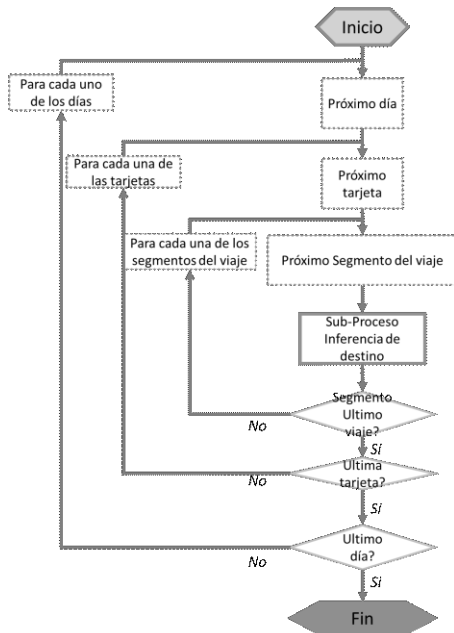 Inicio
Para cada uno
de los días
Próximo día
Para cada una de
las tarjetas
Próximo
tarjeta
Para cada una de los
segmentos del viaje
Próximo Segmento del viaje
Sub-Proceso
Inferencia de
destino
Segmento
Ultimo
viaje?
No
Sí
Ultima
tarjeta?
No
Sí
Ultimo
día?
No
Si
Fin